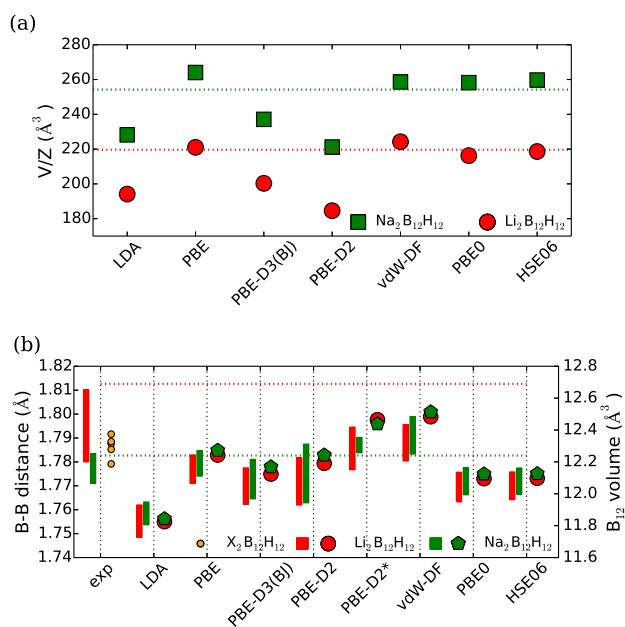 (a)
280
260
240
220
200
180
V/Z (Å³)
Na₂B₁₂H₁₂
Li₂B₁₂H₁₂
LDA
PBE
PBE-D3(BJ)
PBE-D2
vdW-DF
PBE0
HSE06
(b)
1.82
1.81
1.80
1.79
1.78
1.77
1.76
1.75
1.74
B-B distance (Å)
12.8
12.6
12.4
12.2
12.0
11.8
11.6
B₁₂ volume (Å³)
X₂B₁₂H₁₂
Li₂B₁₂H₁₂
Na₂B₁₂H₁₂
exp
LDA
PBE
PBE-D3(BJ)
PBE-D2
PBE-D2*
vdW-DF
PBE0
HSE06